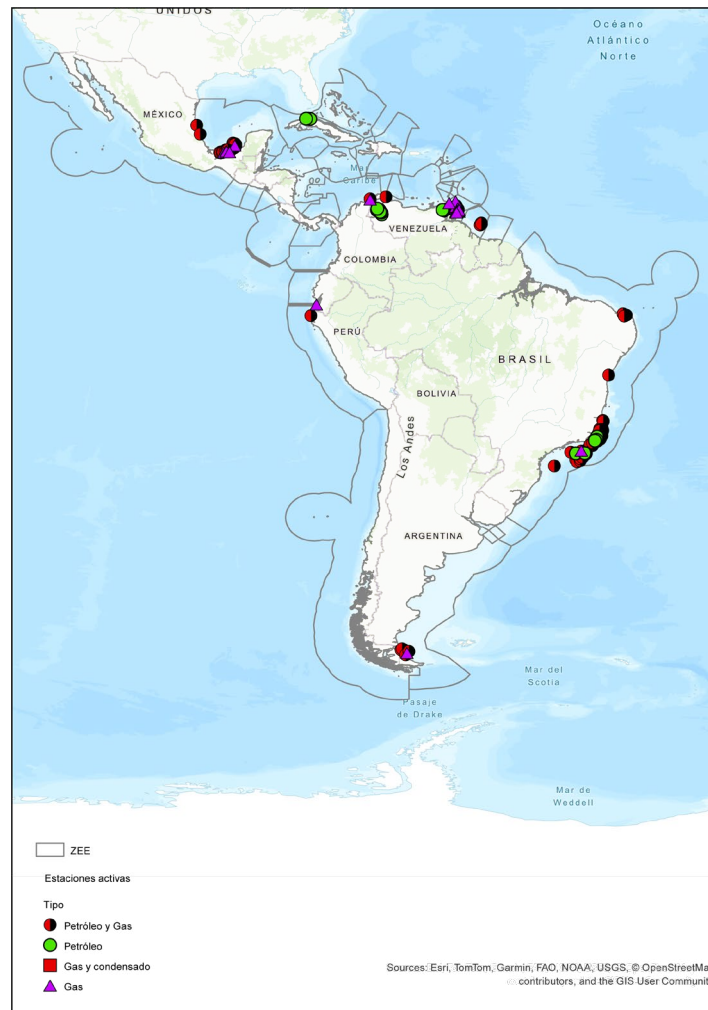 UNIDOS
Océano
Atlántico
Norte
MÉXICO
Mar
Caribe
VENEZUELA
COLOMBIA
PERÚ
BRASIL
BOLIVIA
Los Andes
ARGENTINA
Mar del
Scotia
Pasaje
de Drake
Mar de
Weddell
ZEE
Estaciones activas
Tipo
Petróleo y Gas
Petróleo
Gas y condensado
Gas
Sources: Esri, TomTom, Garmin, FAO, NOAA, USGS, © OpenStreetMa
contributors, and the GIS User Communit